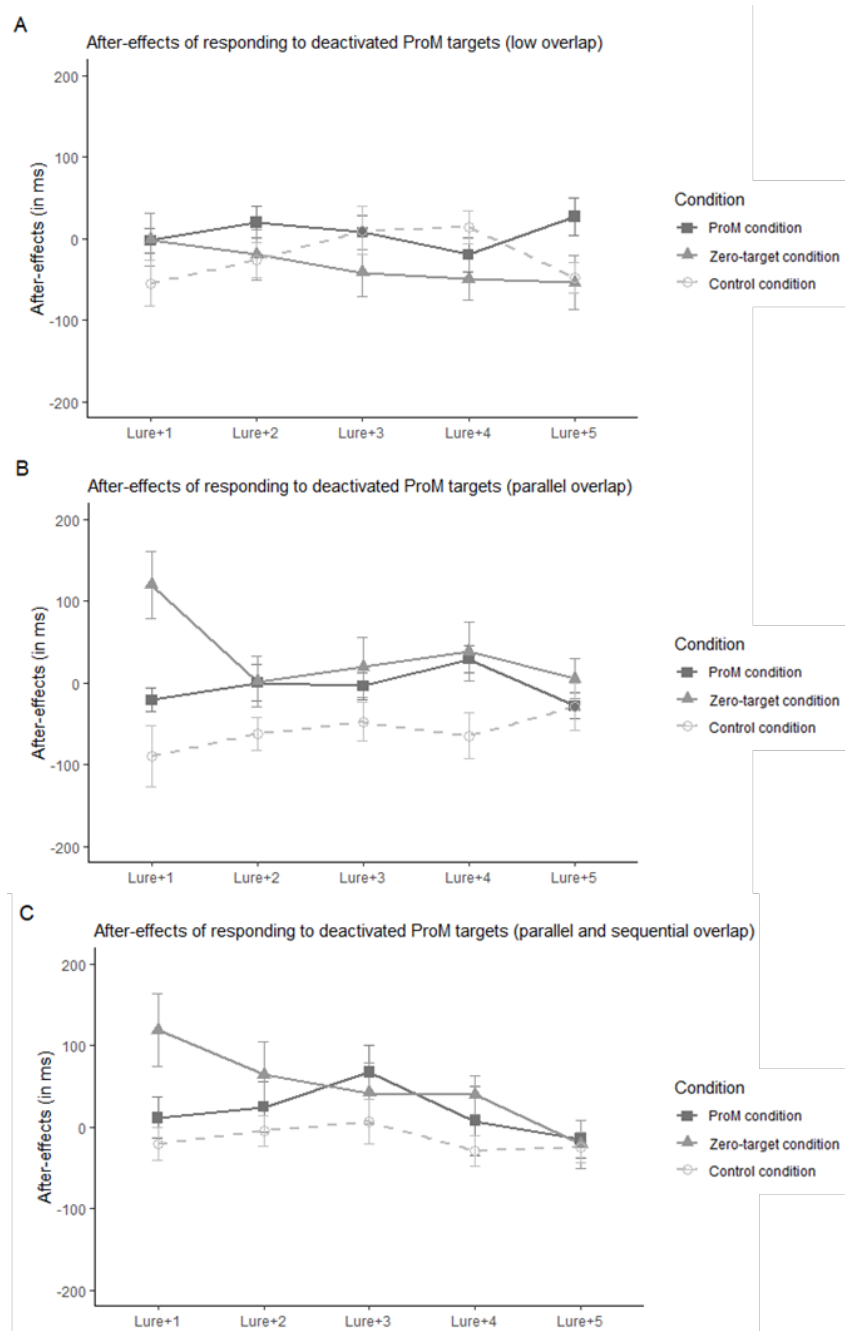 A
After-effects of responding to deactivated ProM targets (low overlap)
200
100
0
-100
-200
After-effects (in ms)
Lure+1 Lure+2 Lure+3 Lure+4 Lure+5
Condition
ProM condition
Zero-target condition
Control condition
B
After-effects of responding to deactivated ProM targets (parallel overlap)
200
100
0
-100
-200
After-effects (in ms)
Lure+1 Lure+2 Lure+3 Lure+4 Lure+5
Condition
ProM condition
Zero-target condition
Control condition
C
After-effects of responding to deactivated ProM targets (parallel and sequential overlap)
200
100
0
-100
-200
After-effects (in ms)
Lure+1 Lure+2 Lure+3 Lure+4 Lure+5
Condition
ProM condition
Zero-target condition
Control condition